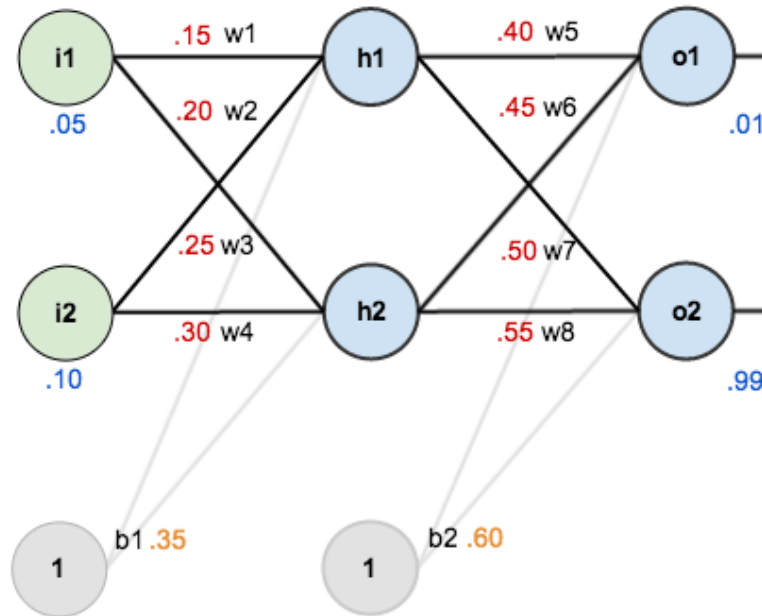 .15 w1
.40 w5
i1
h1
o1
.20 w2
.45 w6
.05
.01
.25 w3
.50 w7
i2
h2
o2
.30 w4
.55 w8
.10
.99
b1 .35
b2 .60
1
1